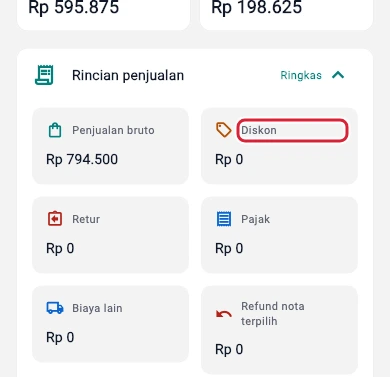 Rp 595.875 Rp 198.625
Rincian penjualan Ringkas
Penjualan bruto Diskon
Rp 794.500 Rp 0
Retur Pajak
Rp 0 Rp 0
Biaya lain Refund nota
terpilih
Rp 0 Rp 0